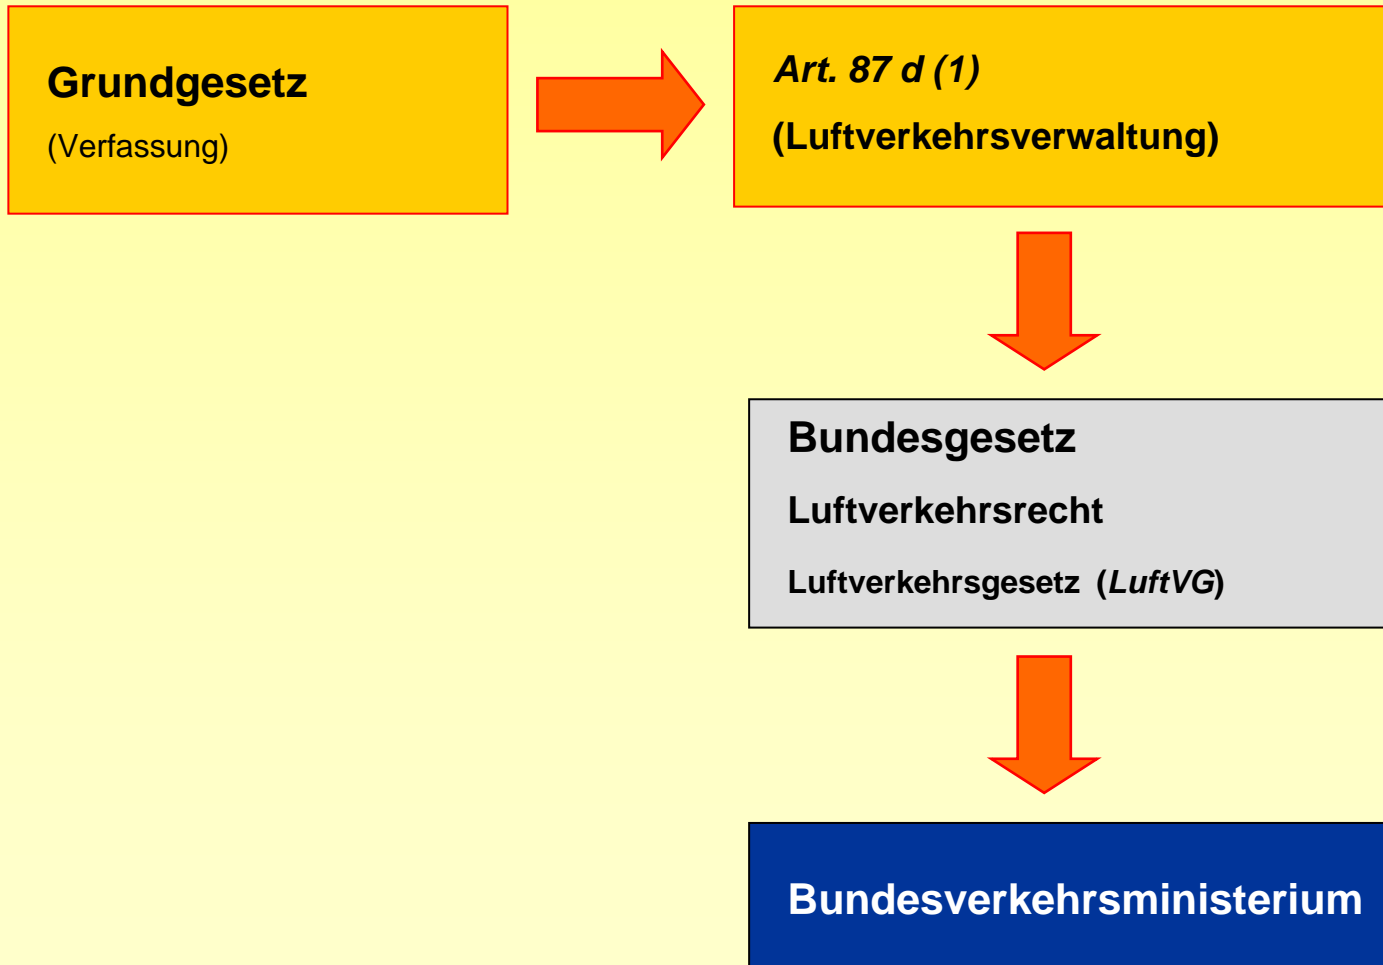 Grundgesetz
(Verfassung)
Art. 87 d (1)
(Luftverkehrsverwaltung)
Bundesgesetz
Luftverkehrsrecht
Luftverkehrsgesetz (LuftVG)
Bundesverkehrsministerium